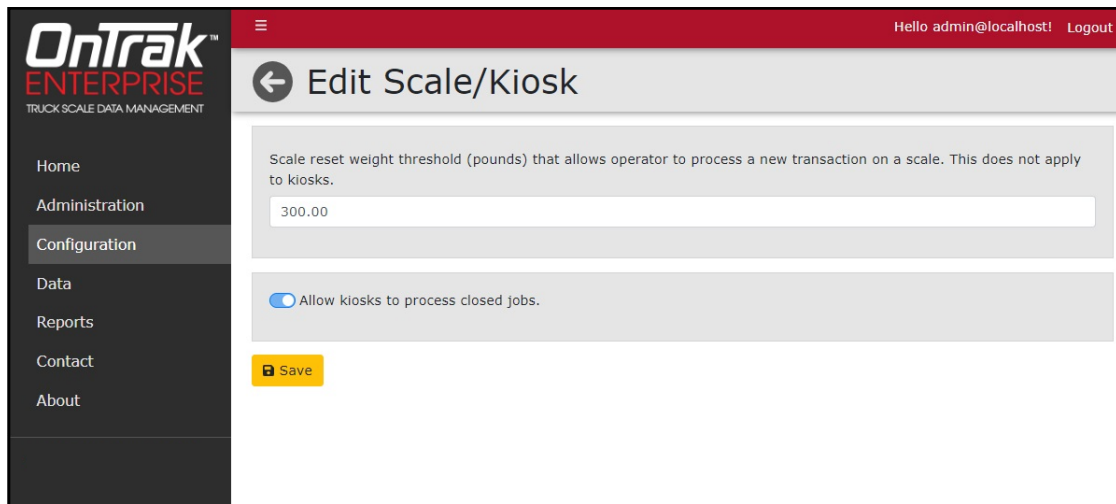 OnTrak™
ENTERPRISE
TRUCK SCALE DATA MANAGEMENT
Home
Administration
Configuration
Data
Reports
Contact
About
Hello admin@localhost! Logout
Edit Scale/Kiosk
Scale reset weight threshold (pounds) that allows operator to process a new transaction on a scale. This does not apply
to kiosks.
300.00
Allow kiosks to process closed jobs.
Save